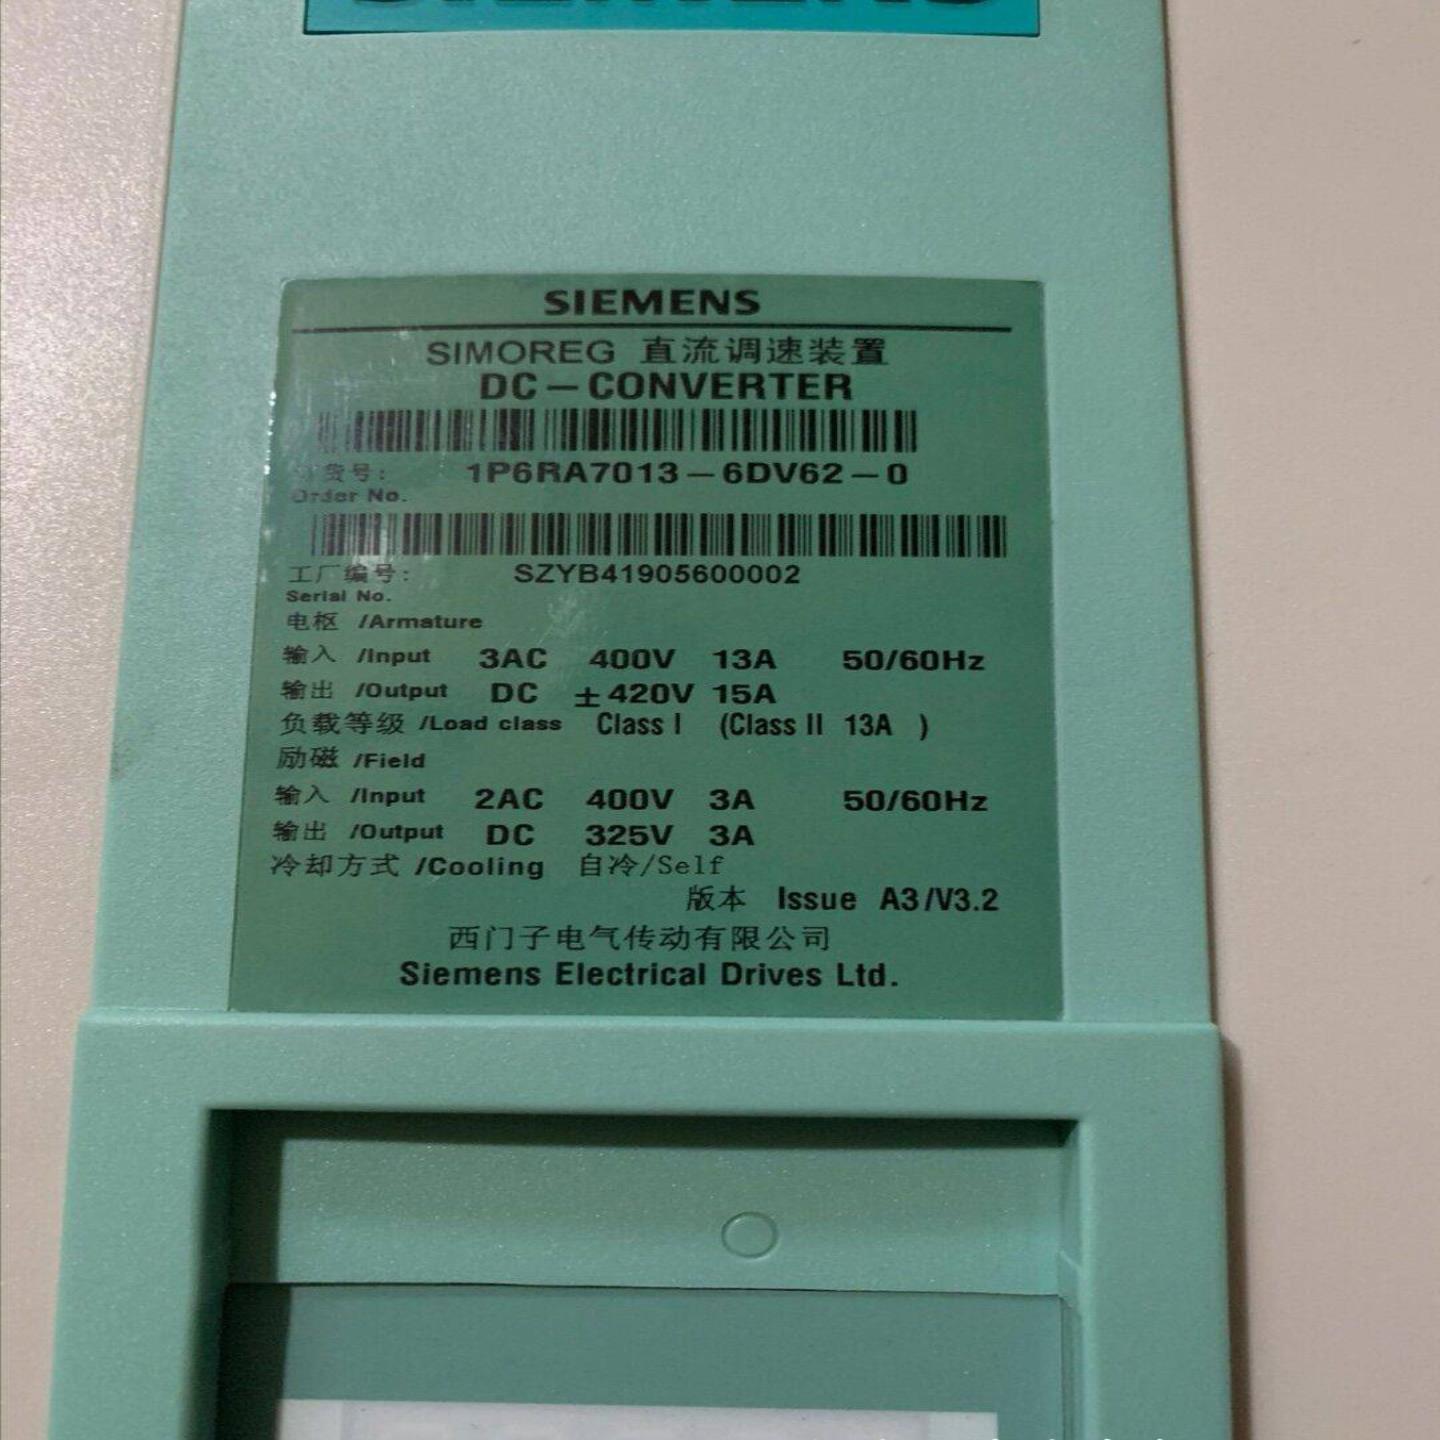 SIEMENS
SIEMENS
SIMOREG 直流调速装置
DC-CONVERTER
货号: 1P6RA7013-6DV62-0
Order No.
工厂编号: SZYB41905600002
Serial No.
电枢 /Armature
输入 /Input 3AC 400V 13A 50/60Hz
输出 /Output DC ±420V 15A
负载等级 /Load class Class I (Class II 13A )
励磁 /Field
输入 /Input 2AC 400V 3A 50/60Hz
输出 /Output DC 325V 3A
冷却方式 /Cooling 自冷/Self
版本 Issue A3/V3.2
西门子电气传动有限公司
Siemens Electrical Drives Ltd.